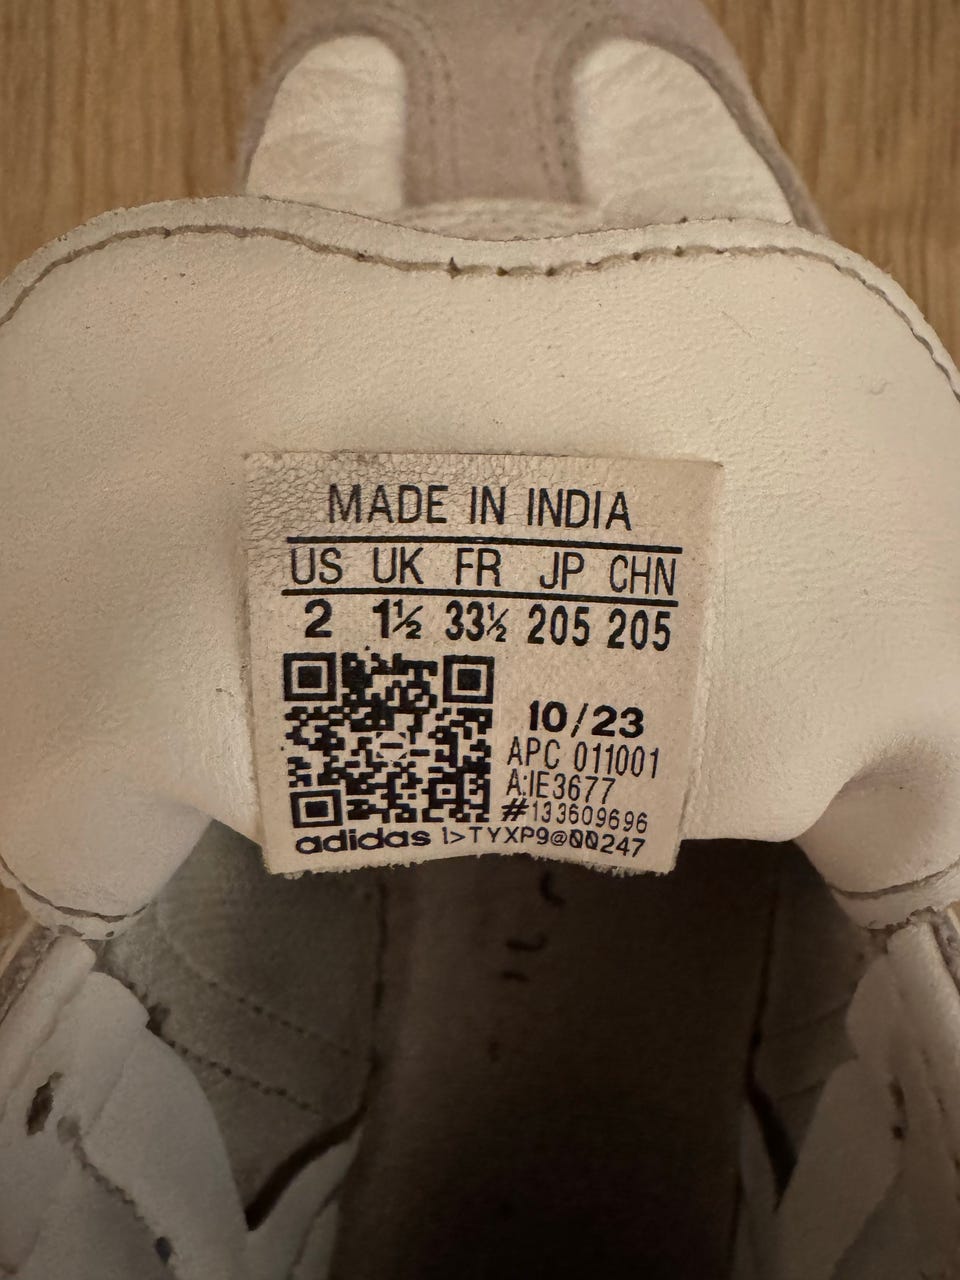 MADE IN INDIA
US UK FR JP CHN
2 1½ 33½ 205 205
10/23
APC 011001
A:IE3677
#133609696
adidas 1>TYXP9@00247